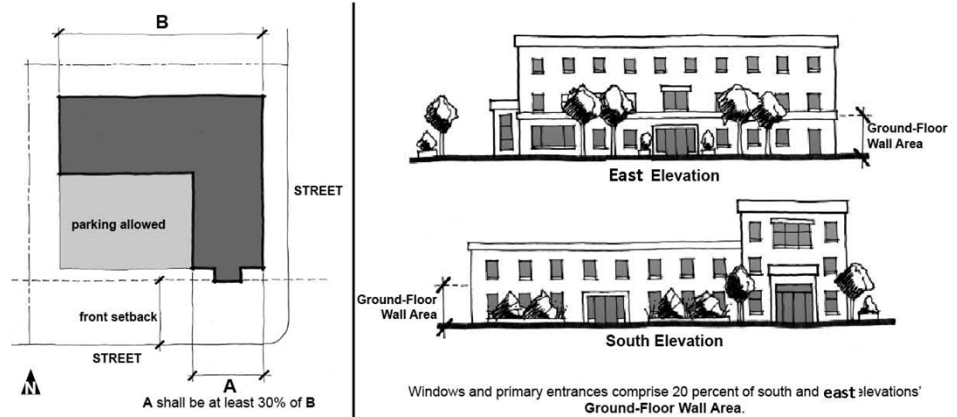 B
STREET
parking allowed
front setback
STREET
N
A
A shall be at least 30% of B
Ground-Floor
Wall Area
East Elevation
Ground-Floor
Wall Area
South Elevation
Windows and primary entrances comprise 20 percent of south and east elevations'
Ground-Floor Wall Area.